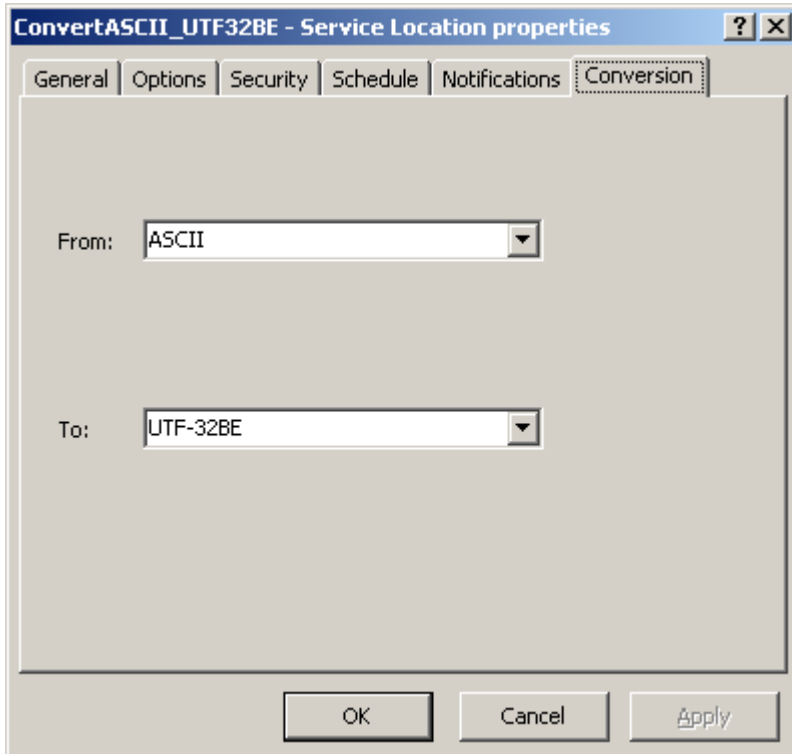 ConvertASCII_UTF32BE - Service Location properties
General Options Security Schedule Notifications Conversion
From: ASCII
To: UTF-32BE
OK Cancel Apply